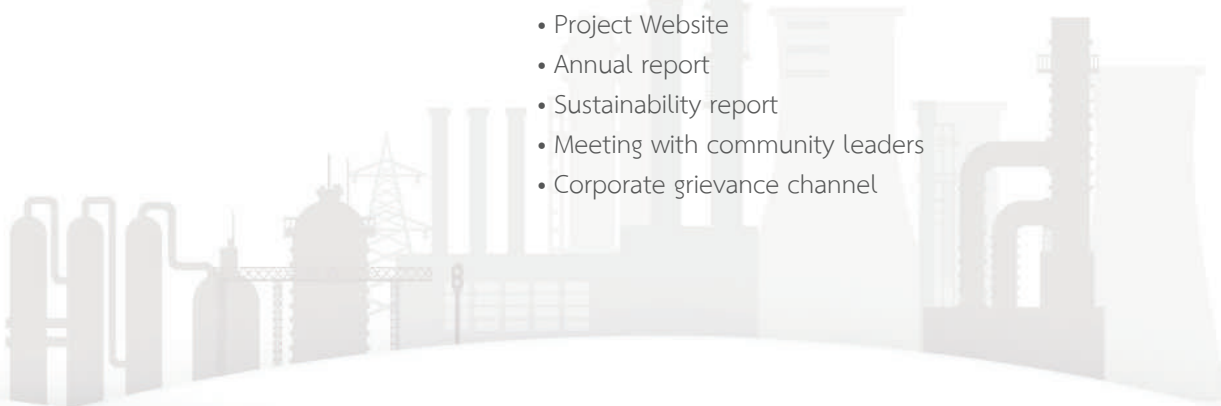 • Project Website
• Annual report
• Sustainability report
• Meeting with community leaders
• Corporate grievance channel